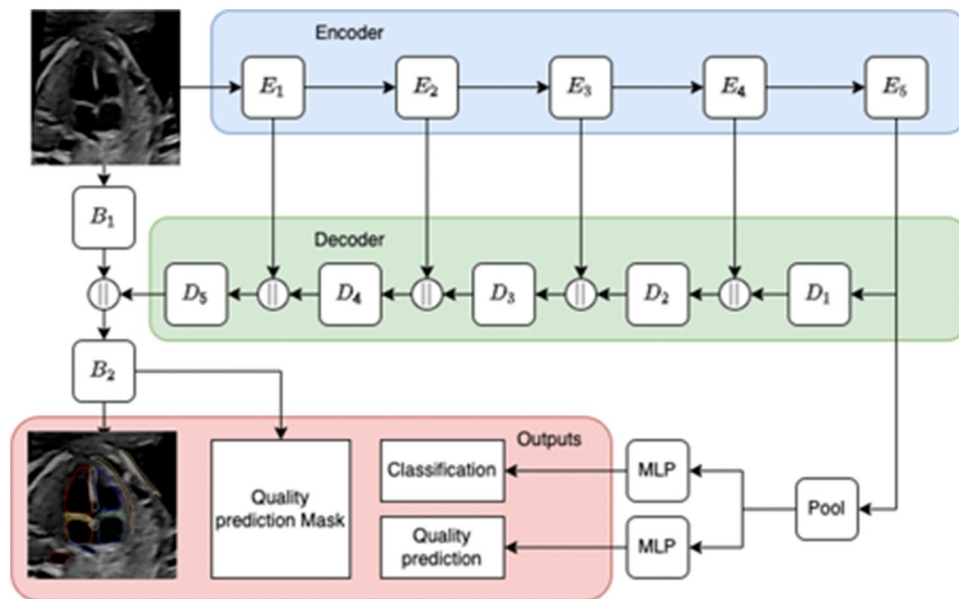 Encoder
E₁
E₂
E₃
E₄
E₅
B₁
Decoder
||
D₅
||
D₄
||
D₃
||
D₂
||
D₁
B₂
Outputs
Quality
prediction Mask
Classification
MLP
Quality
prediction
MLP
Pool